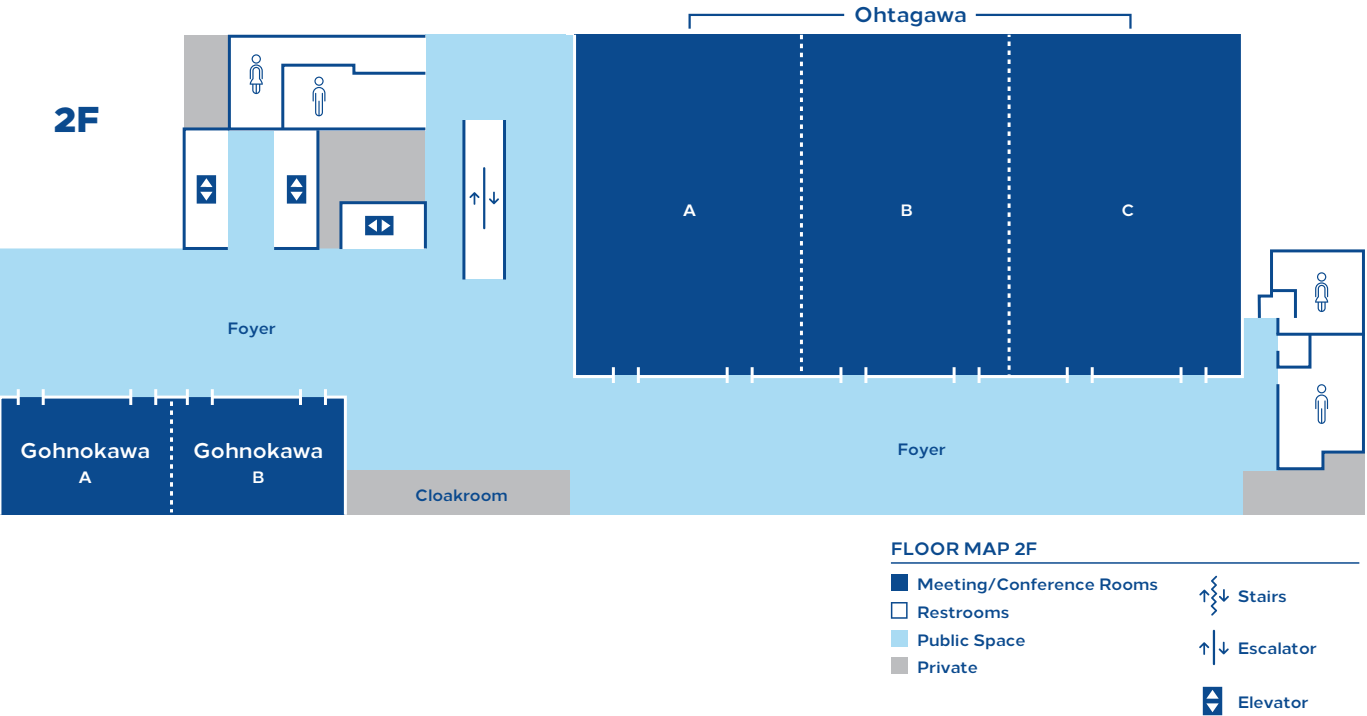 Ohtagawa
2F
A
B
C
Foyer
Gohnokawa
A
Gohnokawa
B
Foyer
Cloakroom
FLOOR MAP 2F
Meeting/Conference Rooms
Restrooms
Public Space
Private
Stairs
Escalator
Elevator